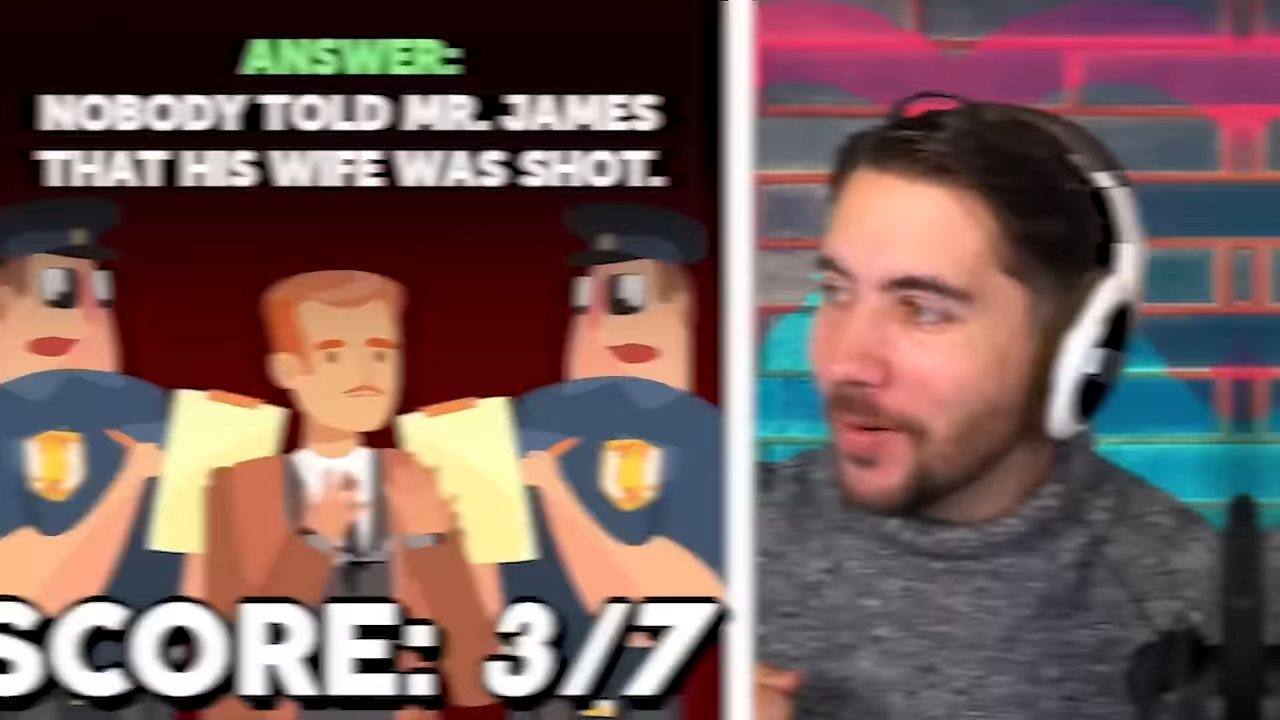 ANSWER:
NOBODY TOLD MR. JAMES
THAT HIS WIFE WAS SHOT.
SCORE: 3/7